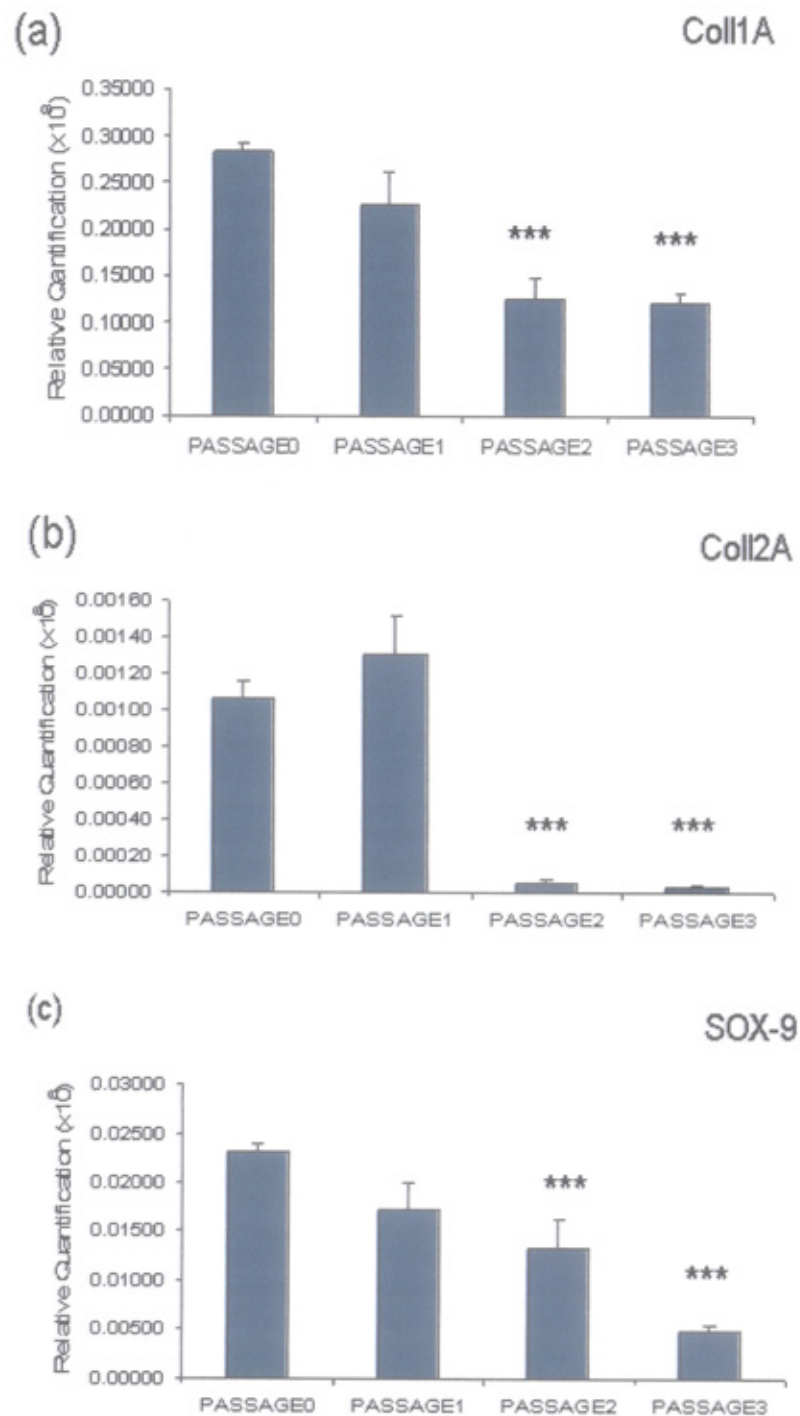 (a)
Coll1A
Relative Qantification (x10⁸)
0.35000
0.30000
0.25000
0.20000
0.15000
0.10000
0.05000
0.00000
***
***
PASSAGE0 PASSAGE1 PASSAGE2 PASSAGE3
(b)
Coll2A
Relative Quantification (x10⁸)
0.00160
0.00140
0.00120
0.00100
0.00080
0.00060
0.00040
0.00020
0.00000
***
***
PASSAGE0 PASSAGE1 PASSAGE2 PASSAGE3
(c)
SOX-9
Relative Quantification (x10⁸)
0.03000
0.02500
0.02000
0.01500
0.01000
0.00500
0.00000
***
***
PASSAGE0 PASSAGE1 PASSAGE2 PASSAGE3